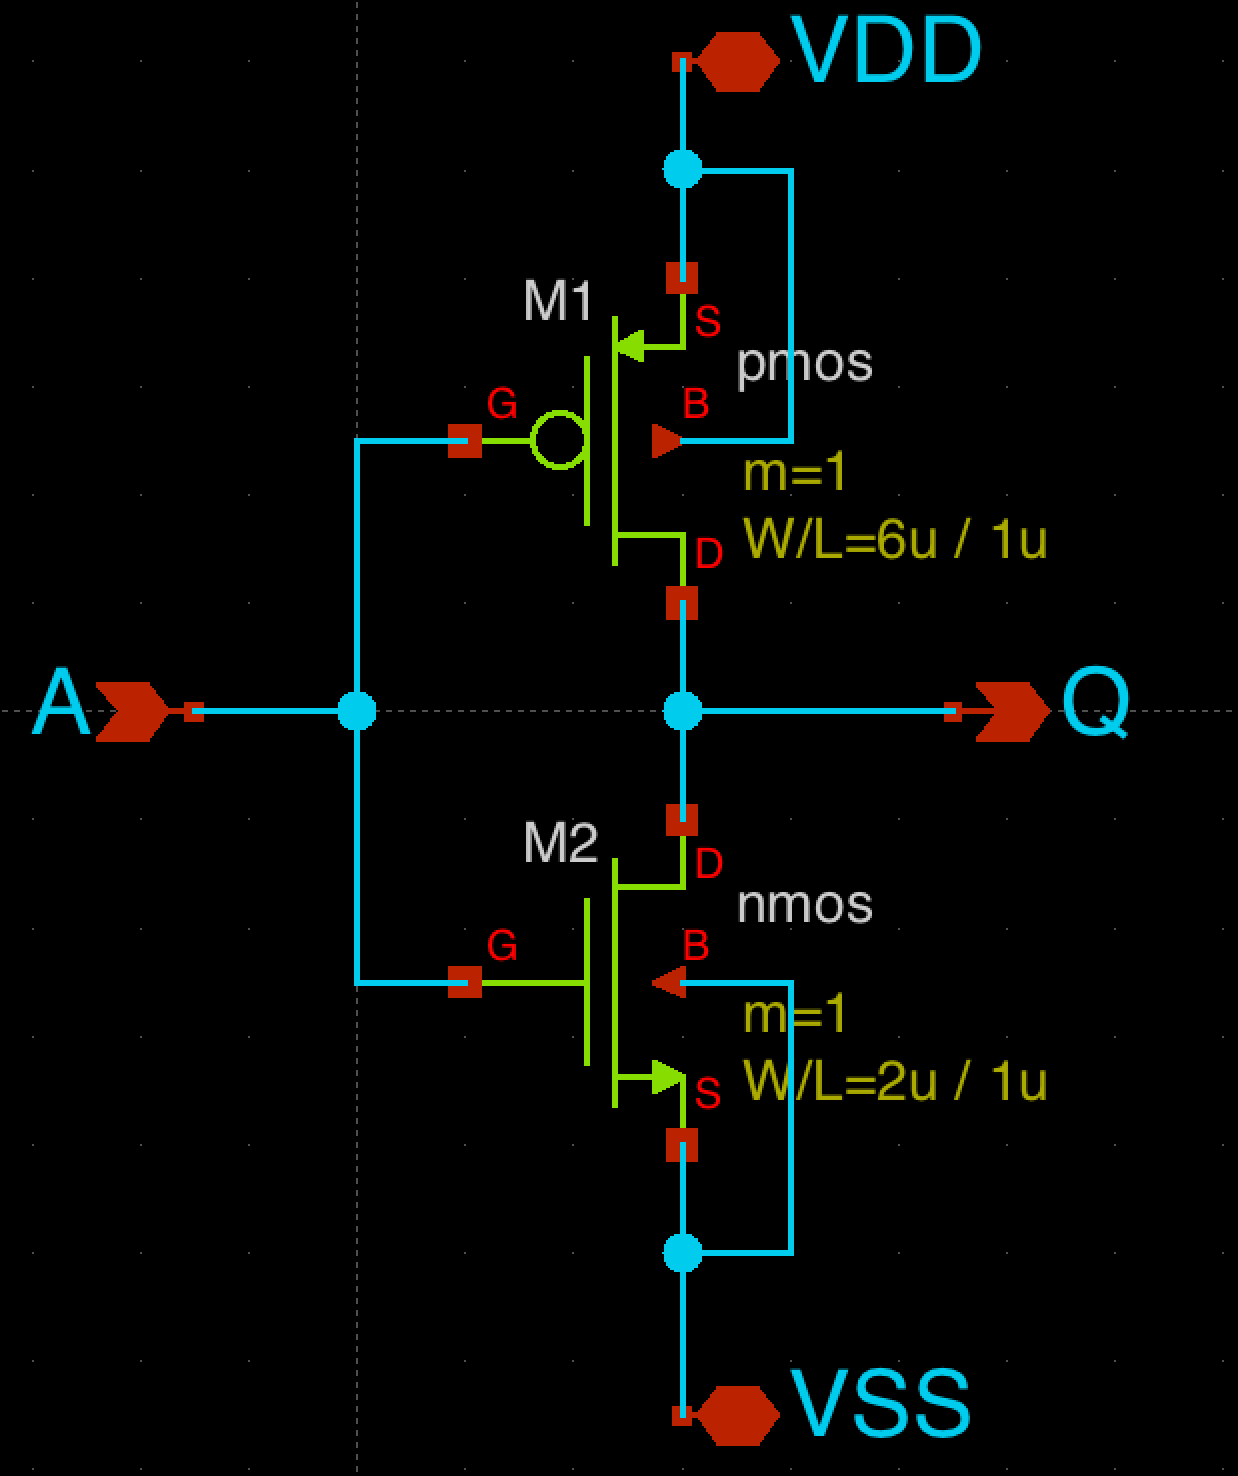 VDD
M1
S
pmos
G
B
m=1
W/L=6u / 1u
D
A
Q
M2
D
nmos
G
B
m=1
W/L=2u / 1u
S
VSS